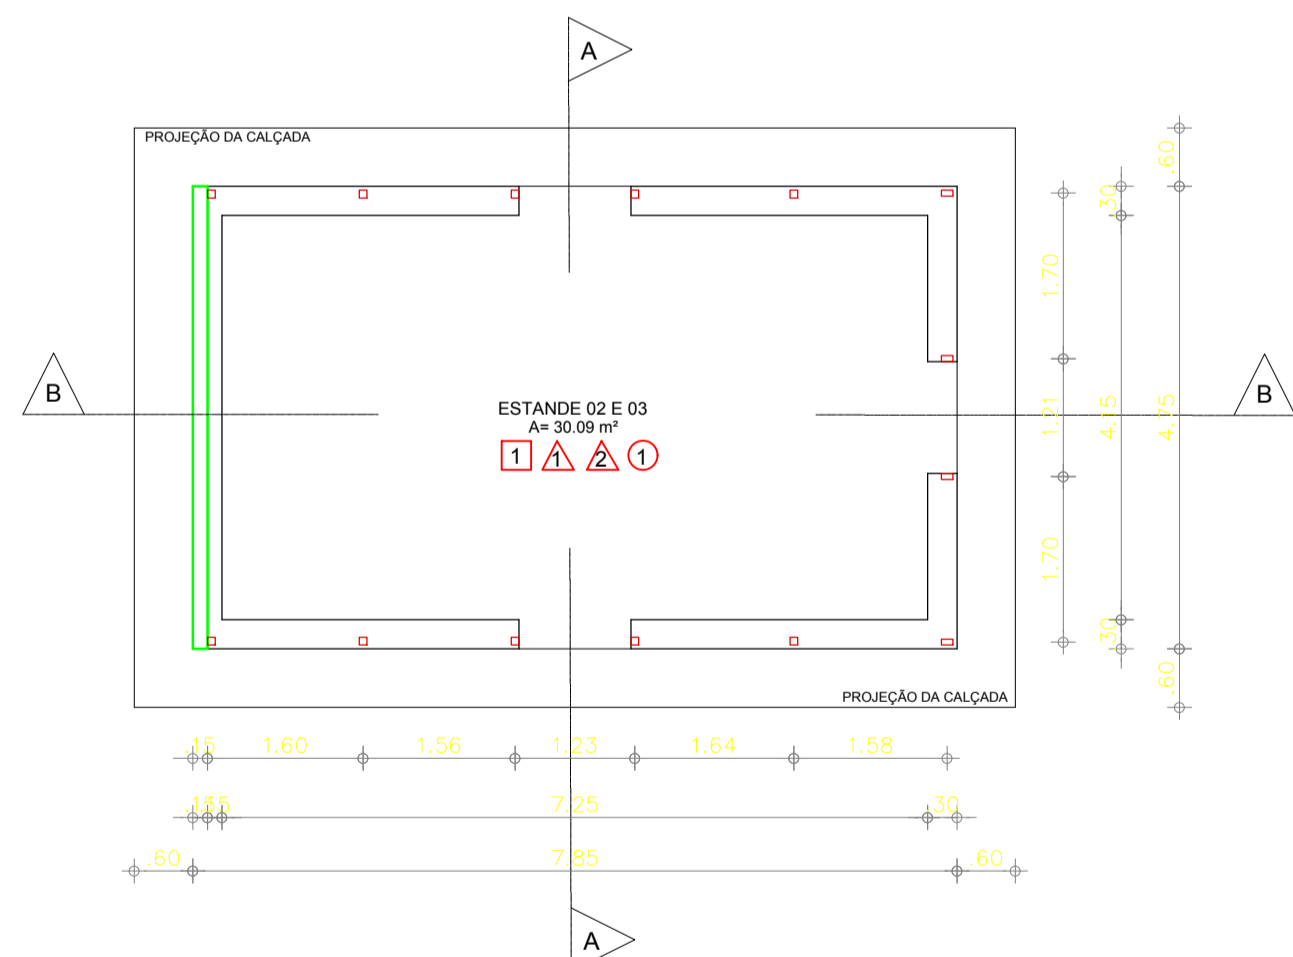 A
PROJEÇÃO DA CALÇADA
.60
.30
1.70
B
B
ESTANDE 02 E 03
A= 30.09 m²
1 1 2 1
1.21
4.15
4.75
1.70
.30
.60
PROJEÇÃO DA CALÇADA
.15 1.60 1.56 1.23 1.64 1.58
.15 .15 7.25 .30
.60 7.85 .60
A